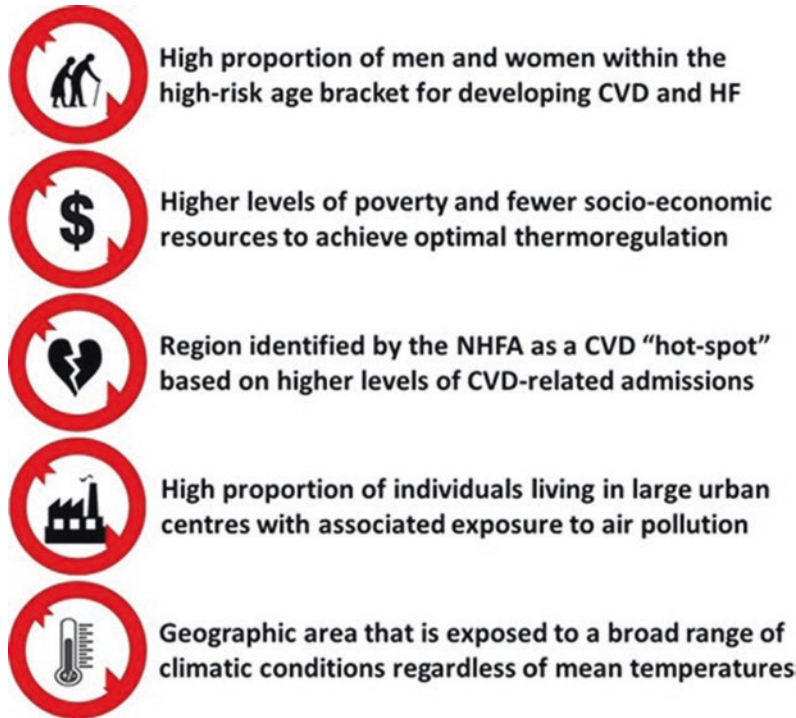 High proportion of men and women within the
high-risk age bracket for developing CVD and HF
$
Higher levels of poverty and fewer socio-economic
resources to achieve optimal thermoregulation
Region identified by the NHFA as a CVD “hot-spot”
based on higher levels of CVD-related admissions
High proportion of individuals living in large urban
centres with associated exposure to air pollution
Geographic area that is exposed to a broad range of
climatic conditions regardless of mean temperatures